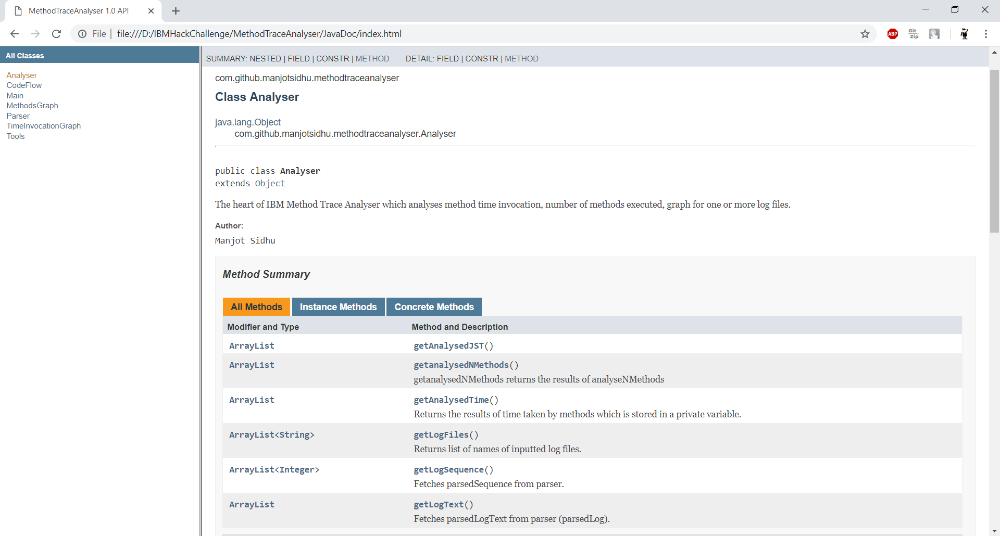 MethodTraceAnalyser 1.0 API
File | file:///D:/IBMHackChallenge/MethodTraceAnalyser/JavaDoc/index.html
ABP
Git
Zip
All Classes
Analyser
CodeFlow
Main
MethodsGraph
Parser
TimeInvocationGraph
Tools
SUMMARY: NESTED | FIELD | CONSTR | METHOD DETAIL: FIELD | CONSTR | METHOD
com.github.manjotsidhu.methodtraceanalyser
Class Analyser
java.lang.Object
com.github.manjotsidhu.methodtraceanalyser.Analyser
public class Analyser
extends Object
The heart of IBM Method Trace Analyser which analyses method time invocation, number of methods executed, graph for one or more log files.
Author:
Manjot Sidhu
Method Summary
All Methods Instance Methods Concrete Methods
Modifier and Type Method and Description
ArrayList getAnalysedJST()
ArrayList getanalysedNMethods()
getanalysedNMethods returns the results of analyseNMethods
ArrayList getAnalysedTime()
Returns the results of time taken by methods which is stored in a private variable.
ArrayList<String> getLogFiles()
Returns list of names of inputted log files.
ArrayList<Integer> getLogSequence()
Fetches parsedSequence from parser.
ArrayList getLogText()
Fetches parsedLogText from parser (parsedLog).